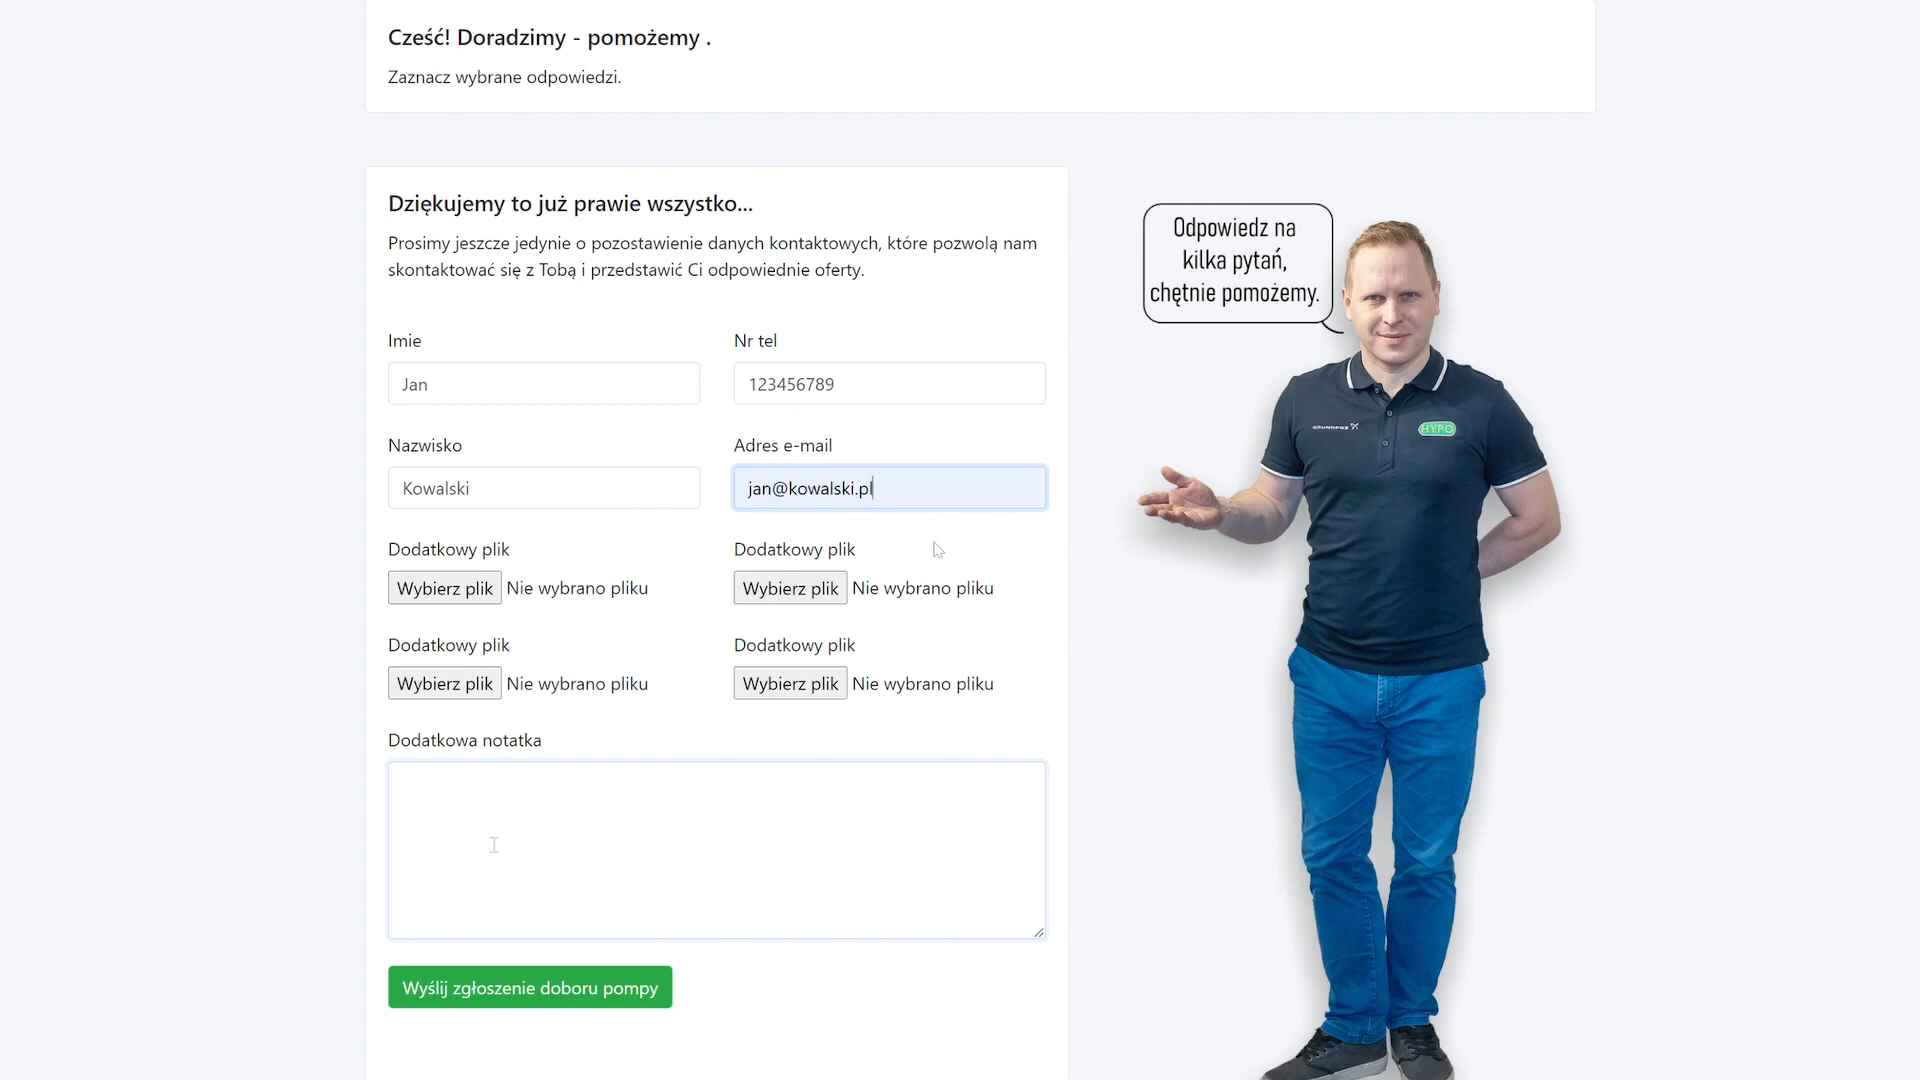 Cześć! Doradzimy - pomożemy .
Zaznacz wybrane odpowiedzi.
Dziękujemy to już prawie wszystko...
Prosimy jeszcze jedynie o pozostawienie danych kontaktowych, które pozwolą nam
skontaktować się z Tobą i przedstawić Ci odpowiednie oferty.
Imie
Nr tel
Jan
123456789
Nazwisko
Adres e-mail
Kowalski
jan@kowalski.pl
Dodatkowy plik
Dodatkowy plik
Wybierz plik Nie wybrano pliku
Wybierz plik Nie wybrano pliku
Dodatkowy plik
Dodatkowy plik
Wybierz plik Nie wybrano pliku
Wybierz plik Nie wybrano pliku
Dodatkowa notatka
Wyślij zgłoszenie doboru pompy
Odpowiedz na
kilka pytań,
chętnie pomożemy.
GRUNDFOS
HYPO